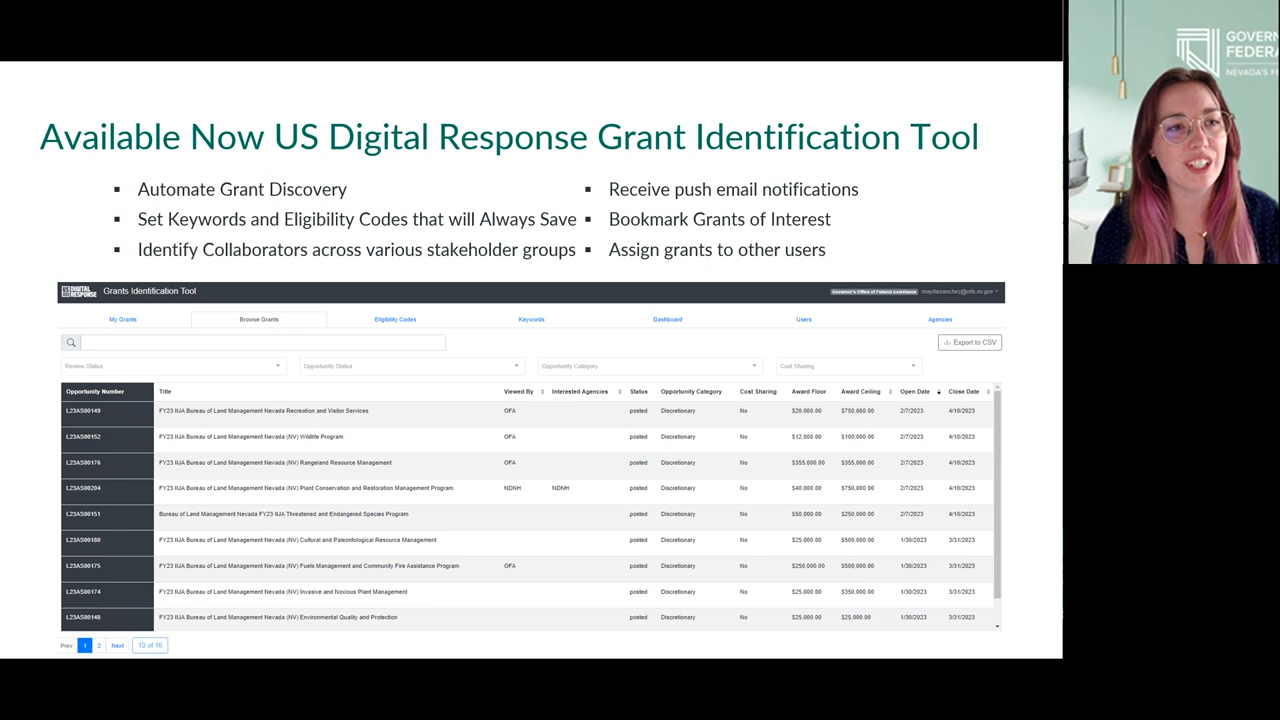 Available Now US Digital Response Grant Identification Tool
Automate Grant Discovery
Set Keywords and Eligibility Codes that will Always Save
Identify Collaborators across various stakeholder groups
Receive push email notifications
Bookmark Grants of Interest
Assign grants to other users
GOVERN
FEDERA
NEVADA'S F
US DIGITAL RESPONSE Grants Identification Tool Governor's Office of Federal Assistance
My Grants Browse Grants Eligibility Codes Keywords Dashboard Users Agencies
Export to CSV
Review Status Opportunity Status Opportunity Category Cost Sharing
Opportunity Number Title Viewed By Interested Agencies Status Opportunity Category Cost Sharing Award Floor Award Ceiling Open Date Close Date
L23AS00149 FY23 IIJA Bureau of Land Management Nevada Recreation and Visitor Services OFA posted Discretionary No $20,000.00 $750,000.00 2/7/2023 4/10/2023
L23AS00152 FY23 IIJA Bureau of Land Management Nevada (NV) Wildlife Program OFA posted Discretionary No $12,000.00 $100,000.00 2/7/2023 4/10/2023
L23AS00176 FY23 IIJA Bureau of Land Management Nevada (NV) Rangeland Resource Management OFA posted Discretionary No $355,000.00 $355,000.00 2/7/2023 4/10/2023
L23AS00204 FY23 IIJA Bureau of Land Management Nevada (NV) Plant Conservation and Restoration Management Program NDNH NDNH posted Discretionary No $40,000.00 $750,000.00 2/7/2023 4/10/2023
L23AS00151 Bureau of Land Management Nevada FY23 IIJA Threatened and Endangered Species Program posted Discretionary No $50,000.00 $250,000.00 2/7/2023 4/10/2023
L23AS00180 FY23 IIJA Bureau of Land Management Nevada (NV) Cultural and Paleontological Resource Management posted Discretionary No $25,000.00 $500,000.00 1/30/2023 3/31/2023
L23AS00175 FY23 IIJA Bureau of Land Management Nevada (NV) Fuels Management and Community Fire Assistance Program OFA posted Discretionary No $250,000.00 $500,000.00 1/30/2023 3/31/2023
L23AS00174 FY23 IIJA Bureau of Land Management Nevada (NV) Invasive and Noxious Plant Management posted Discretionary No $25,000.00 $350,000.00 1/30/2023 3/31/2023
L23AS00148 FY23 IIJA Bureau of Land Management Nevada (NV) Environmental Quality and Protection posted Discretionary No $25,000.00 $25,000.00 1/30/2023 3/31/2023
Prev 1 2 Next 10 of 16